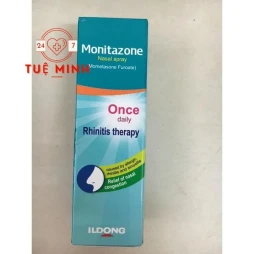 24 7
TUỆ MINH
Monitazone
Nasal spray
(Mometasone Furoate)
Once
daily
Rhinitis therapy
Relief of nasal
congestion
ILDONG